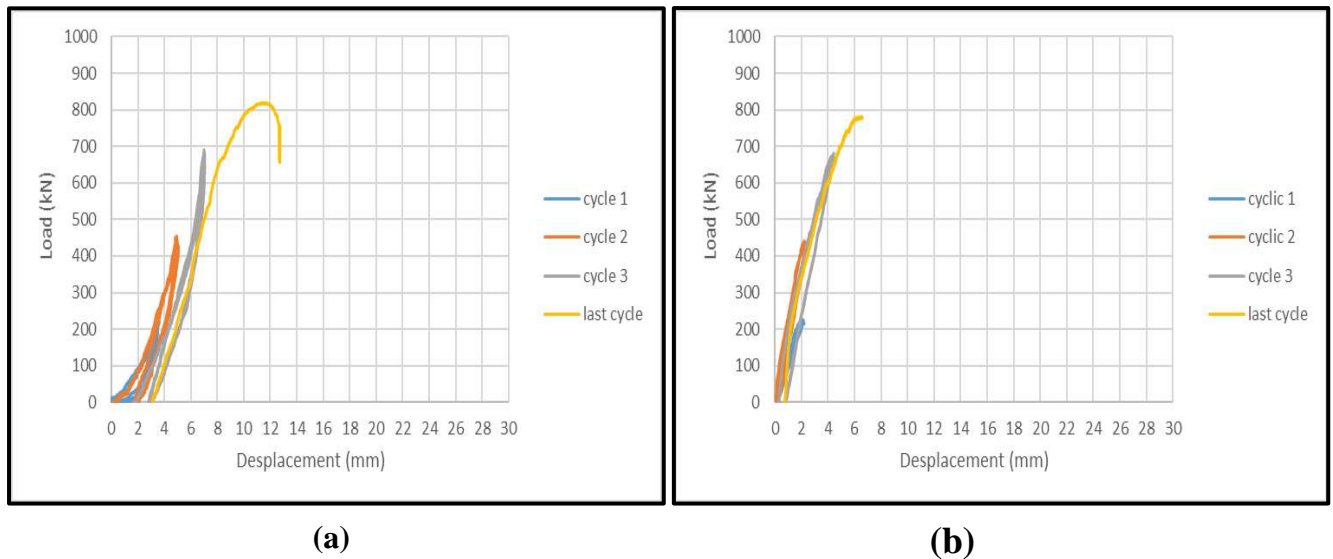 1000
900
800
700
600
500
400
300
200
100
0
Load (kN)
0 2 4 6 8 10 12 14 16 18 20 22 24 26 28 30
Desplacement (mm)
cycle 1
cycle 2
cycle 3
last cycle
(a)
1000
900
800
700
600
500
400
300
200
100
0
Load (kN)
0 2 4 6 8 10 12 14 16 18 20 22 24 26 28 30
Desplacement (mm)
cyclic 1
cyclic 2
cycle 3
last cycle
(b)